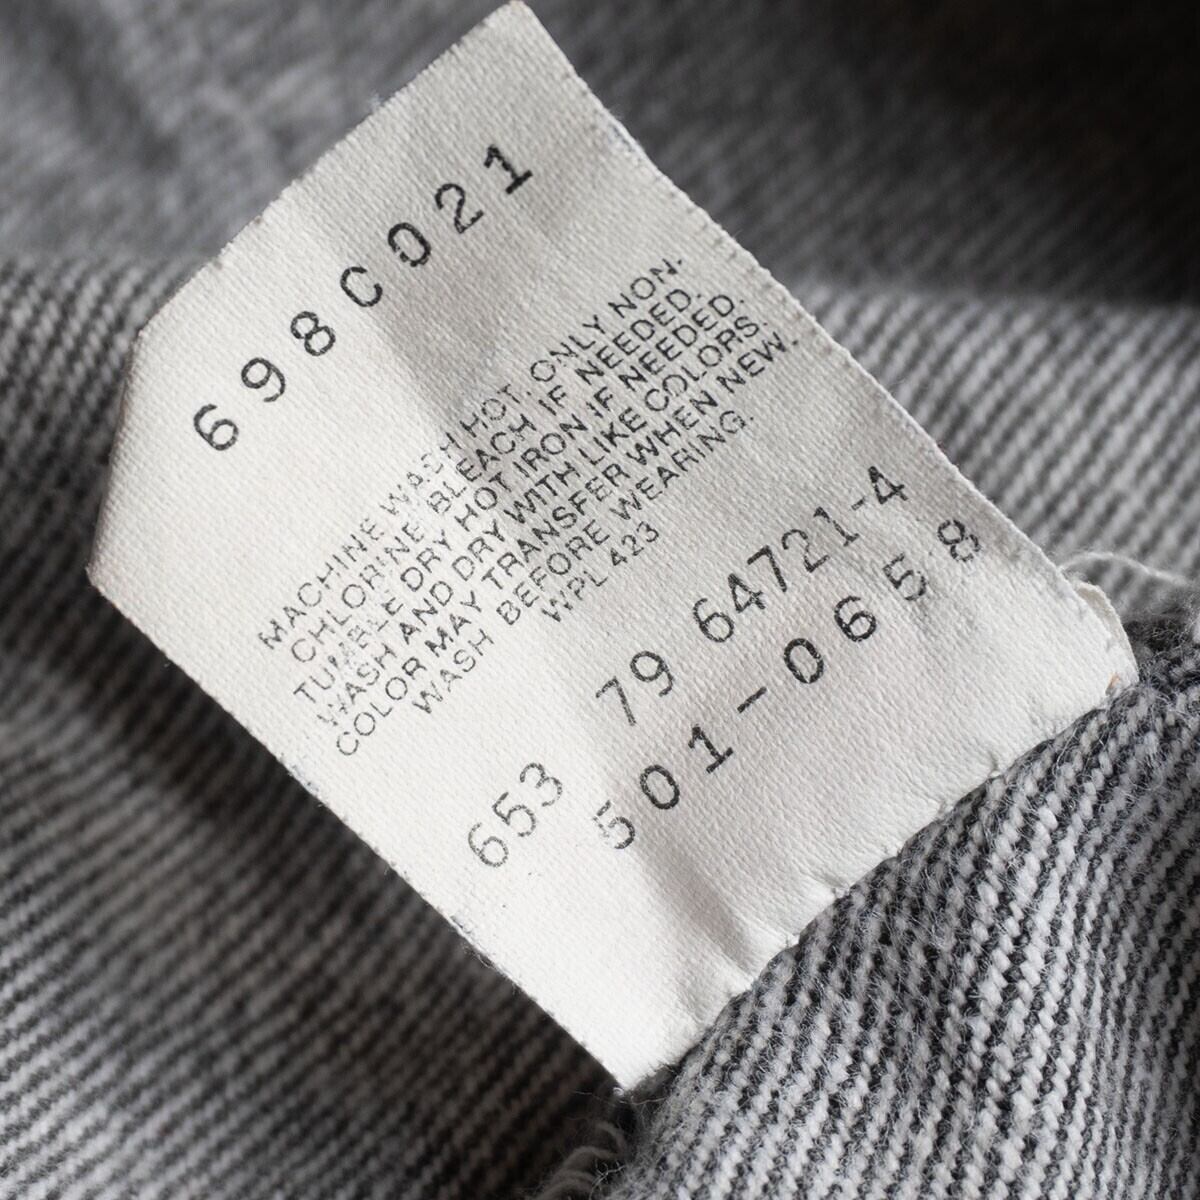 698C021
MACHINE WASH HOT, ONLY NON-
CHLORINE BLEACH IF NEEDED.
TUMBLE DRY HOT IRON IF NEEDED.
WASH AND DRY WITH LIKE COLORS.
COLOR MAY TRANSFER WHEN NEW.
WASH BEFORE WEARING.
WPL 423
653 79 64721-4
501-0658